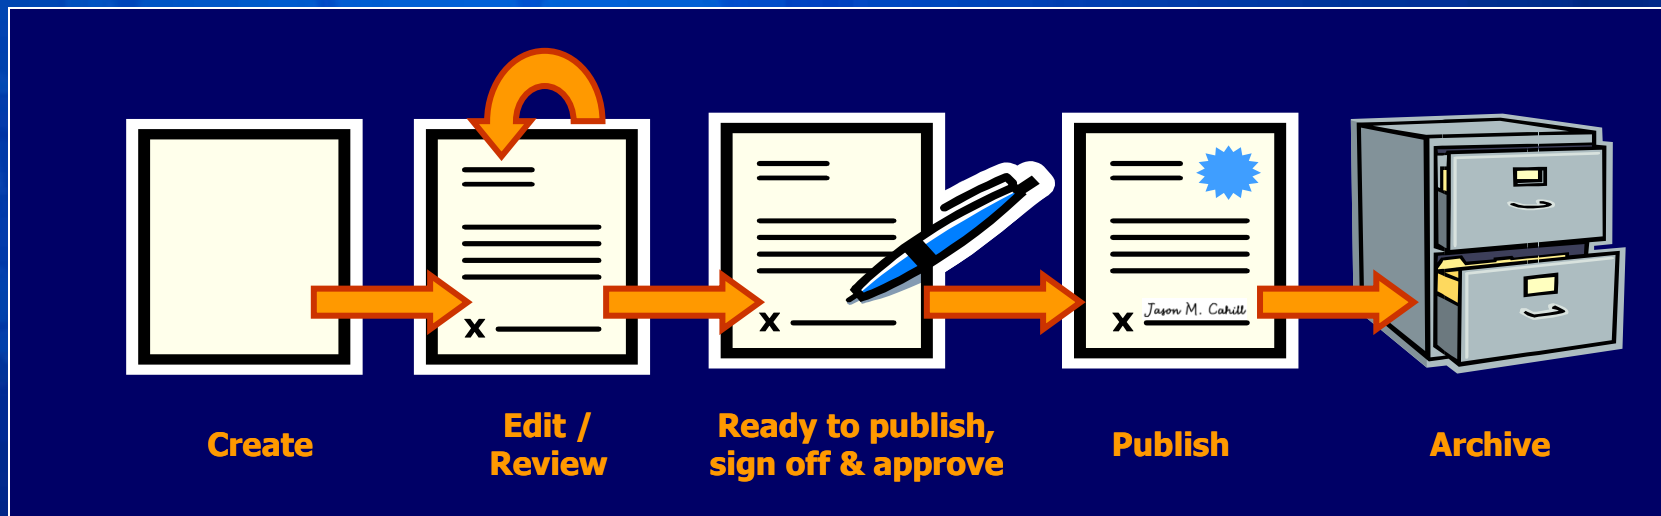 X
X
X Jason M. Cahill
Create
Edit /
Review
Ready to publish,
sign off & approve
Publish
Archive